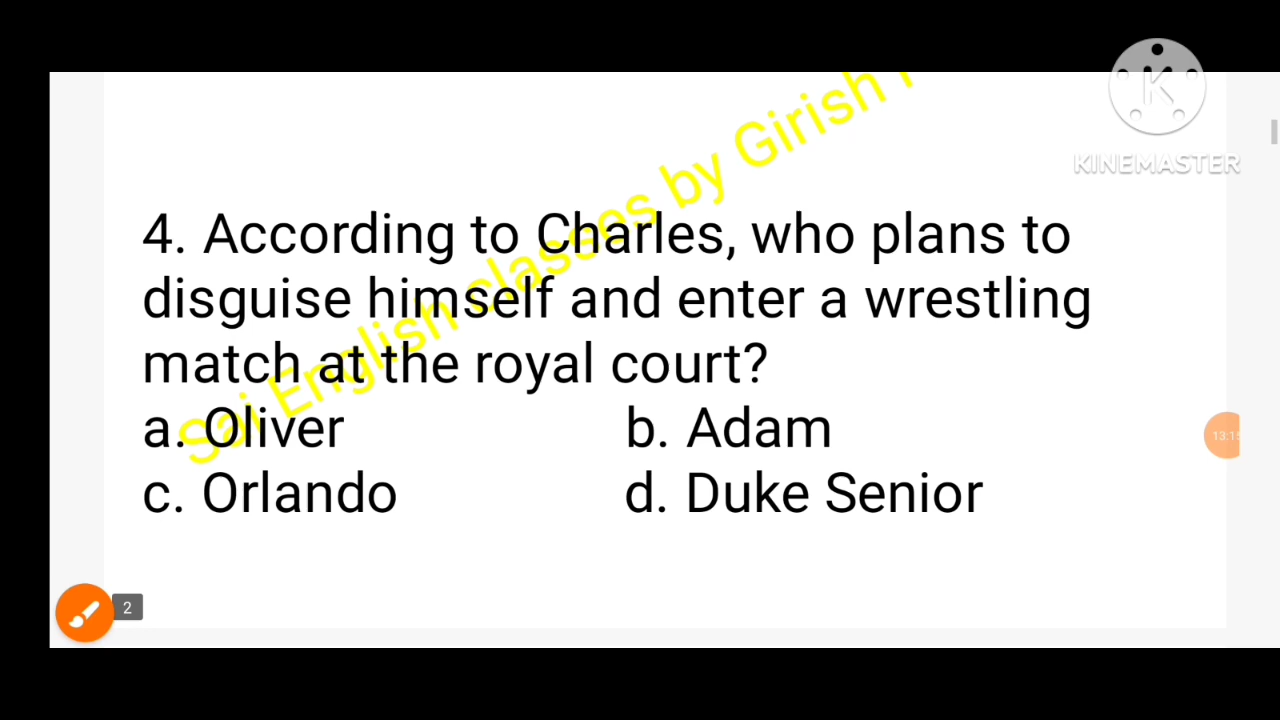 Sai English classes by Girish
KINEMASTER
4. According to Charles, who plans to
disguise himself and enter a wrestling
match at the royal court?
a. Oliver b. Adam
c. Orlando d. Duke Senior
2